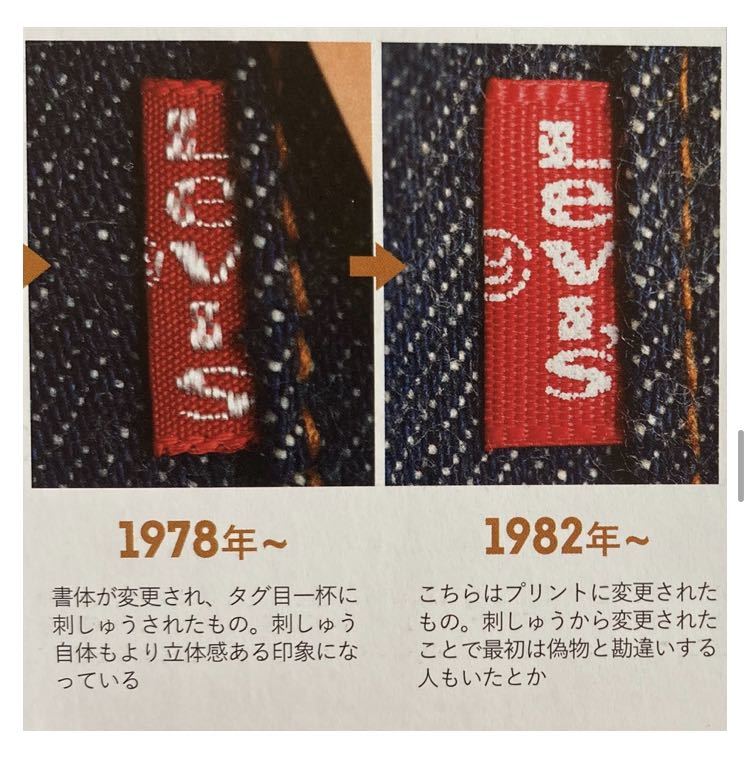 Levi's
®
Levi's
®
1978年~
書体が変更され、タグ目一杯に
刺しゅうされたもの。刺しゅう
自体もより立体感ある印象にな
っている
1982年~
こちらはプリントに変更された
もの。刺しゅうから変更された
ことで最初は偽物と勘違いする
人もいたとか